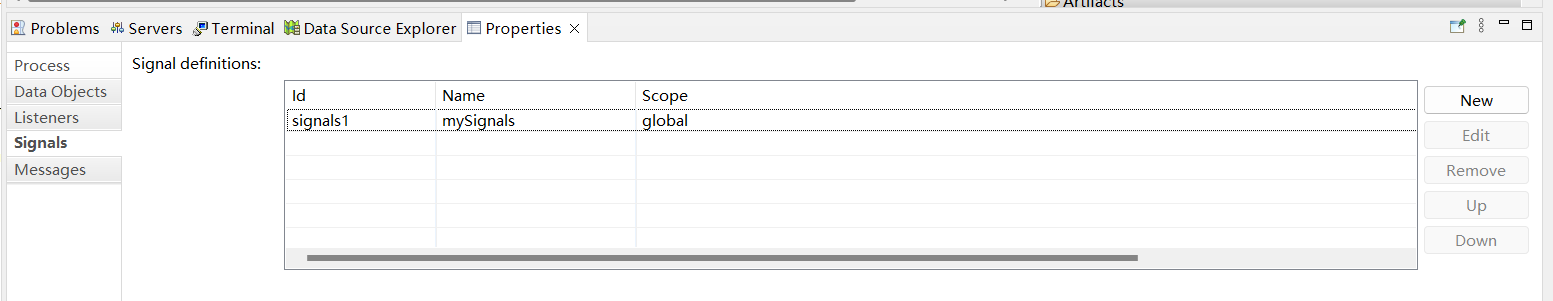 Artifacts
Problems Servers Terminal Data Source Explorer Properties
Process
Data Objects
Listeners
Signals
Messages
Signal definitions:
Id Name Scope
signals1 mySignals global
New
Edit
Remove
Up
Down